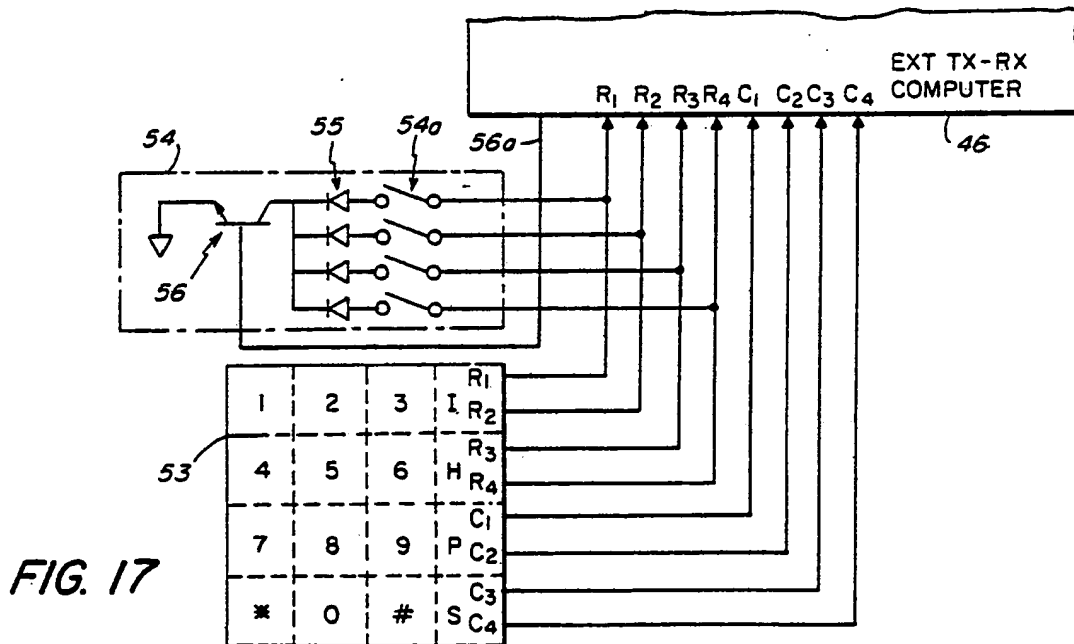 EXT TX-RX
COMPUTER
R1 R2 R3 R4 C1 C2 C3 C4
46
56a
54
55
54a
56
53
1 2 3 I R1
R2
4 5 6 H R3
R4
7 8 9 P C1
C2
* 0 # S C3
C4
FIG. 17